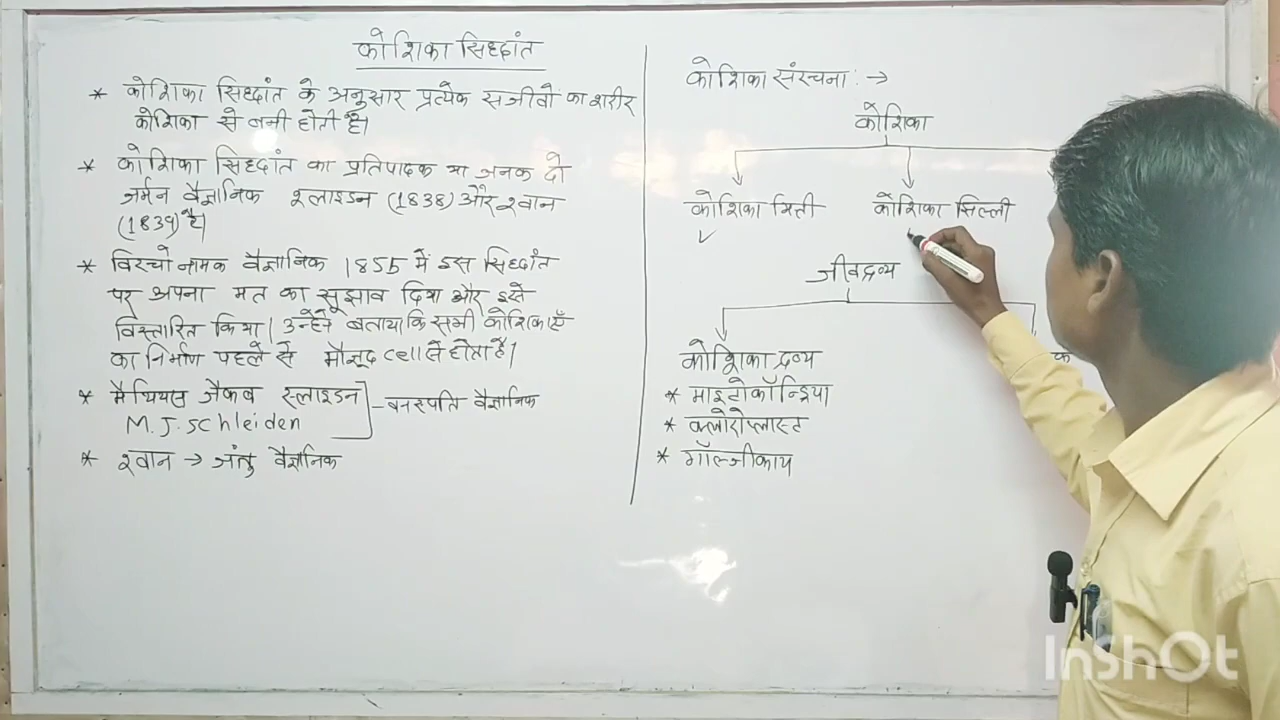 कोशिका सिद्धांत
* कोशिका सिद्धांत के अनुसार प्रत्येक सजीवों का शरीर
कोशिका से बनी होती है।
* कोशिका सिद्धांत का प्रतिपादक या जनक दो
जर्मन वैज्ञानिक श्लाइडन (1838) और श्वान
(1839) है।
* विरचो नामक वैज्ञानिक 1855 में इस सिद्धांत
पर अपना मत का सुझाव दिया और इसे
विस्तारित किया। उन्होंने बताया कि सभी कोशिकाएँ
का निर्माण पहले से मौजूद cell से होता है।
* मैथियस जैकब स्लाइडन
M. J. Schleiden
- वनस्पति वैज्ञानिक
* श्वान → जंतु वैज्ञानिक
कोशिका संरचना : →
कोशिका
कोशिका भित्ती कोशिका झिल्ली
जीवद्रव्य
कोशिका द्रव्य
* माइटोकॉन्ड्रिया
* क्लोरोप्लास्ट
* गॉल्जीकाय
InShOt